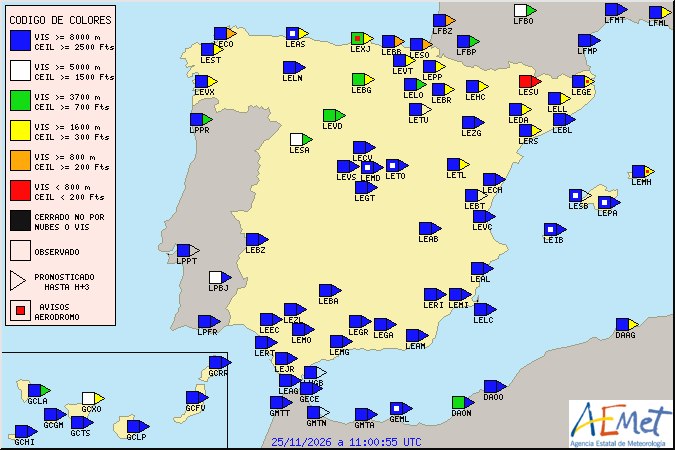 CODIGO DE COLORES
VIS >= 8000 m
CEIL >= 2500 Fts
VIS >= 5000 m
CEIL >= 1500 Fts
VIS >= 3700 m
CEIL >= 700 Fts
VIS >= 1600 m
CEIL >= 300 Fts
VIS >= 800 m
CEIL >= 200 Fts
VIS < 800 m
CEIL < 200 Fts
CERRADO NO POR
NUBES O VIS
OBSERVADO
PRONOSTICADO
HASTA H+3
AVISOS
AERODROMO
LFBO
LFMT
LFML
LFBZ
LECO
LEAS
LEXJ
LEBB
LESO
LFBP
LFMP
LEST
LEVT
LEPP
LELN
LEVX
LEBG
LELO
LEBR
LEHC
LESU
LEGE
LELL
LPPR
LEVD
LETU
LEZG
LEDA
LEBL
LERS
LESA
LECV
LEVS
LEMD
LETO
LETL
LEMH
LEGT
LECH
LEBT
LESB
LEPA
LEVC
LEIB
LEBZ
LEAB
LPPT
LPBJ
LEAL
LEBA
LERI
LEMI
LELC
LEZL
LPFR
LEEC
LEMO
LEGR
LEGA
LEAM
DAAG
LERT
LEMG
LEJR
GCRR
LEAG
LXGB
GECE
DAOO
GCLA
GCXO
GCFV
GMTT
GEML
DAON
GCGM
GMTN
GMTA
GCTS
GCLP
GCHI
25/11/2026 a 11:00:55 UTC
AEMet
Agencia Estatal de Meteorología